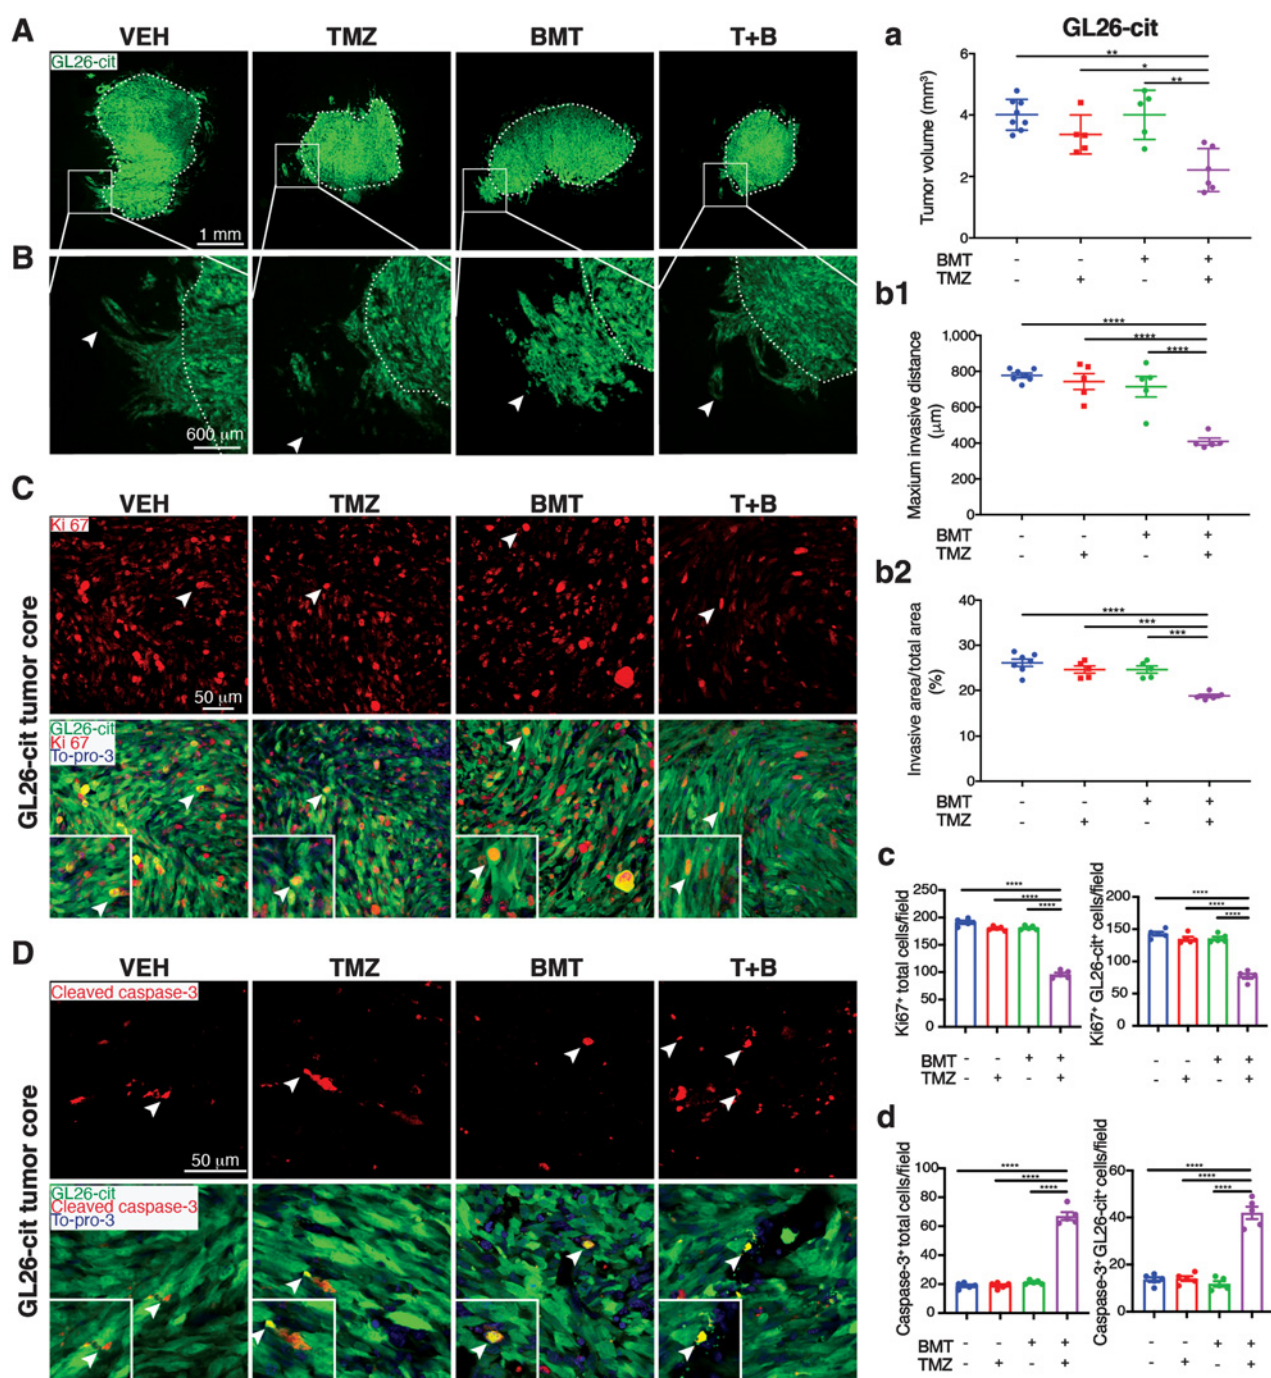 A
VEH TMZ BMT T+B
GL26-cit
1 mm
B
600 μm
C
VEH TMZ BMT T+B
Ki 67
50 μm
GL26-cit
Ki 67
To-pro-3
GL26-cit tumor core
D
VEH TMZ BMT T+B
Cleaved caspase-3
50 μm
GL26-cit
Cleaved caspase-3
To-pro-3
GL26-cit tumor core
a
GL26-cit
Tumor volume (mm³)
6
4
2
0
**
*
**
BMT - - + +
TMZ - + - +
b1
Maxium invasive distance
(μm)
1,000
800
600
400
200
0
****
****
****
BMT - - + +
TMZ - + - +
b2
Invasive area/total area
(%)
40
30
20
10
0
****
***
***
BMT - - + +
TMZ - + - +
c
Ki67⁺ total cells/field
250
200
150
100
50
0
****
****
****
BMT - - + +
TMZ - + - +
Ki67⁺ GL26-cit⁺ cells/field
200
150
100
50
0
****
****
****
- - + +
- + - +
d
Caspase-3⁺ total cells/field
100
80
60
40
20
0
****
****
****
BMT - - + +
TMZ - + - +
Caspase-3⁺ GL26-cit⁺ cells/field
60
40
20
0
****
****
****
- - + +
- + - +